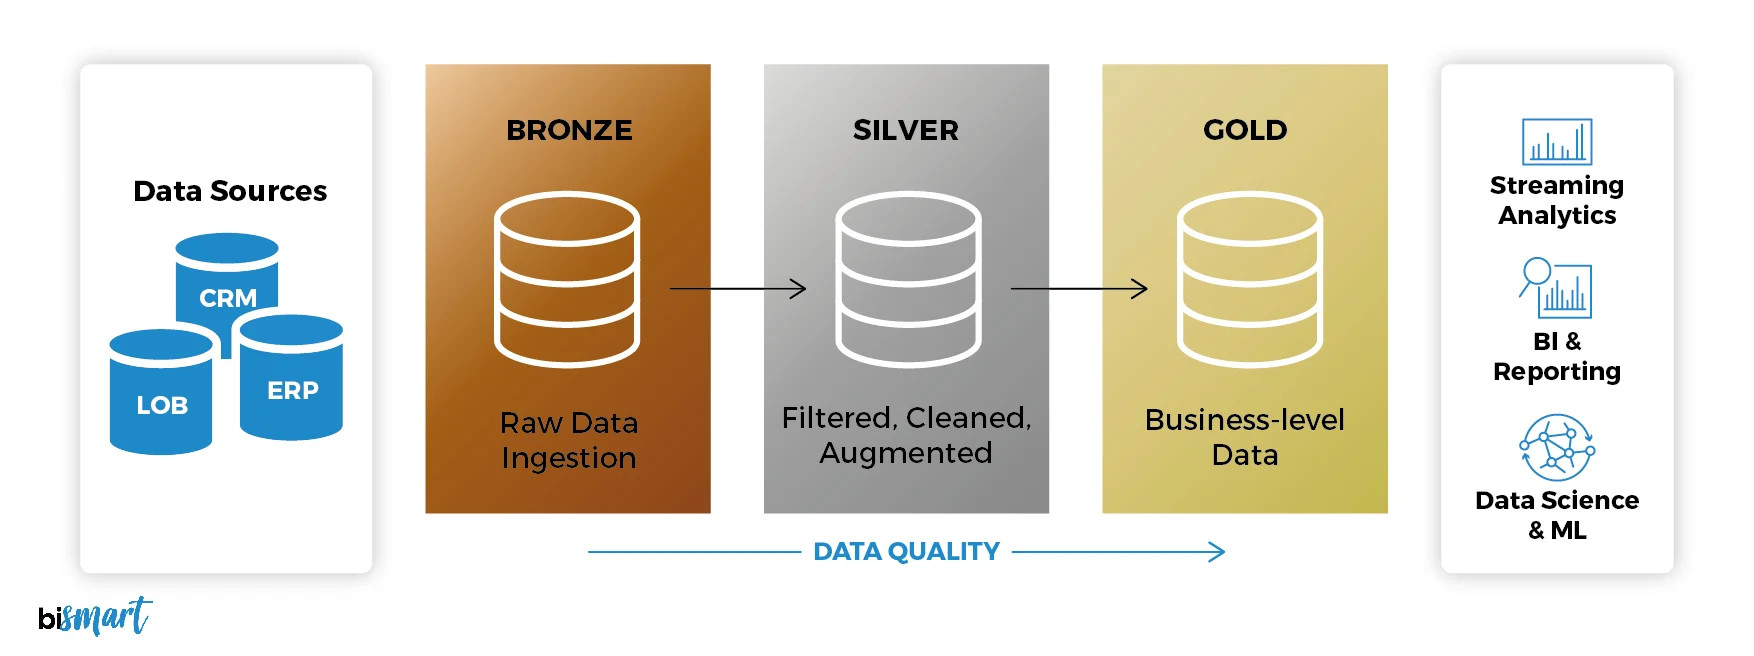 Data Sources
CRM
LOB
ERP
BRONZE
Raw Data
Ingestion
SILVER
Filtered, Cleaned,
Augmented
GOLD
Business-level
Data
DATA QUALITY
Streaming
Analytics
BI &
Reporting
Data Science
& ML
bismart